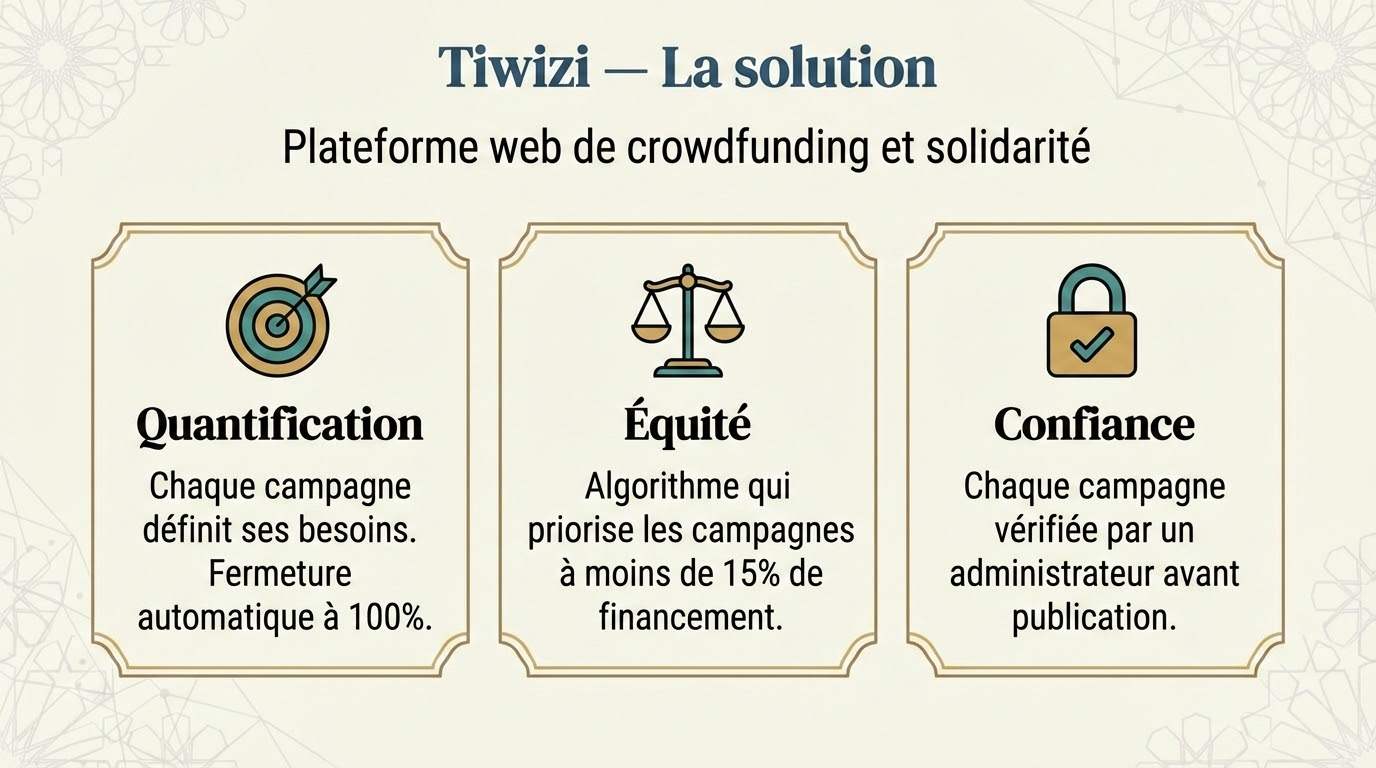 Tiwizi — La solution
Plateforme web de crowdfunding et solidarité
Quantification
Chaque campagne
définit ses besoins.
Fermeture
automatique à 100%.
Équité
Algorithme qui
priorise les campagnes
à moins de 15% de
financement.
Confiance
Chaque campagne
vérifiée par un
administrateur avant
publication.